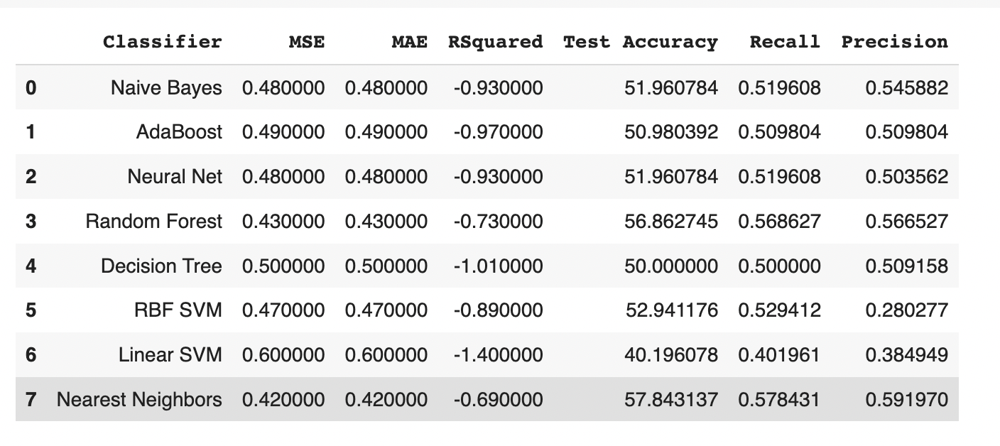 Classifier MSE MAE RSquared Test Accuracy Recall Precision
0 Naive Bayes 0.480000 0.480000 -0.930000 51.960784 0.519608 0.545882
1 AdaBoost 0.490000 0.490000 -0.970000 50.980392 0.509804 0.509804
2 Neural Net 0.480000 0.480000 -0.930000 51.960784 0.519608 0.503562
3 Random Forest 0.430000 0.430000 -0.730000 56.862745 0.568627 0.566527
4 Decision Tree 0.500000 0.500000 -1.010000 50.000000 0.500000 0.509158
5 RBF SVM 0.470000 0.470000 -0.890000 52.941176 0.529412 0.280277
6 Linear SVM 0.600000 0.600000 -1.400000 40.196078 0.401961 0.384949
7 Nearest Neighbors 0.420000 0.420000 -0.690000 57.843137 0.578431 0.591970